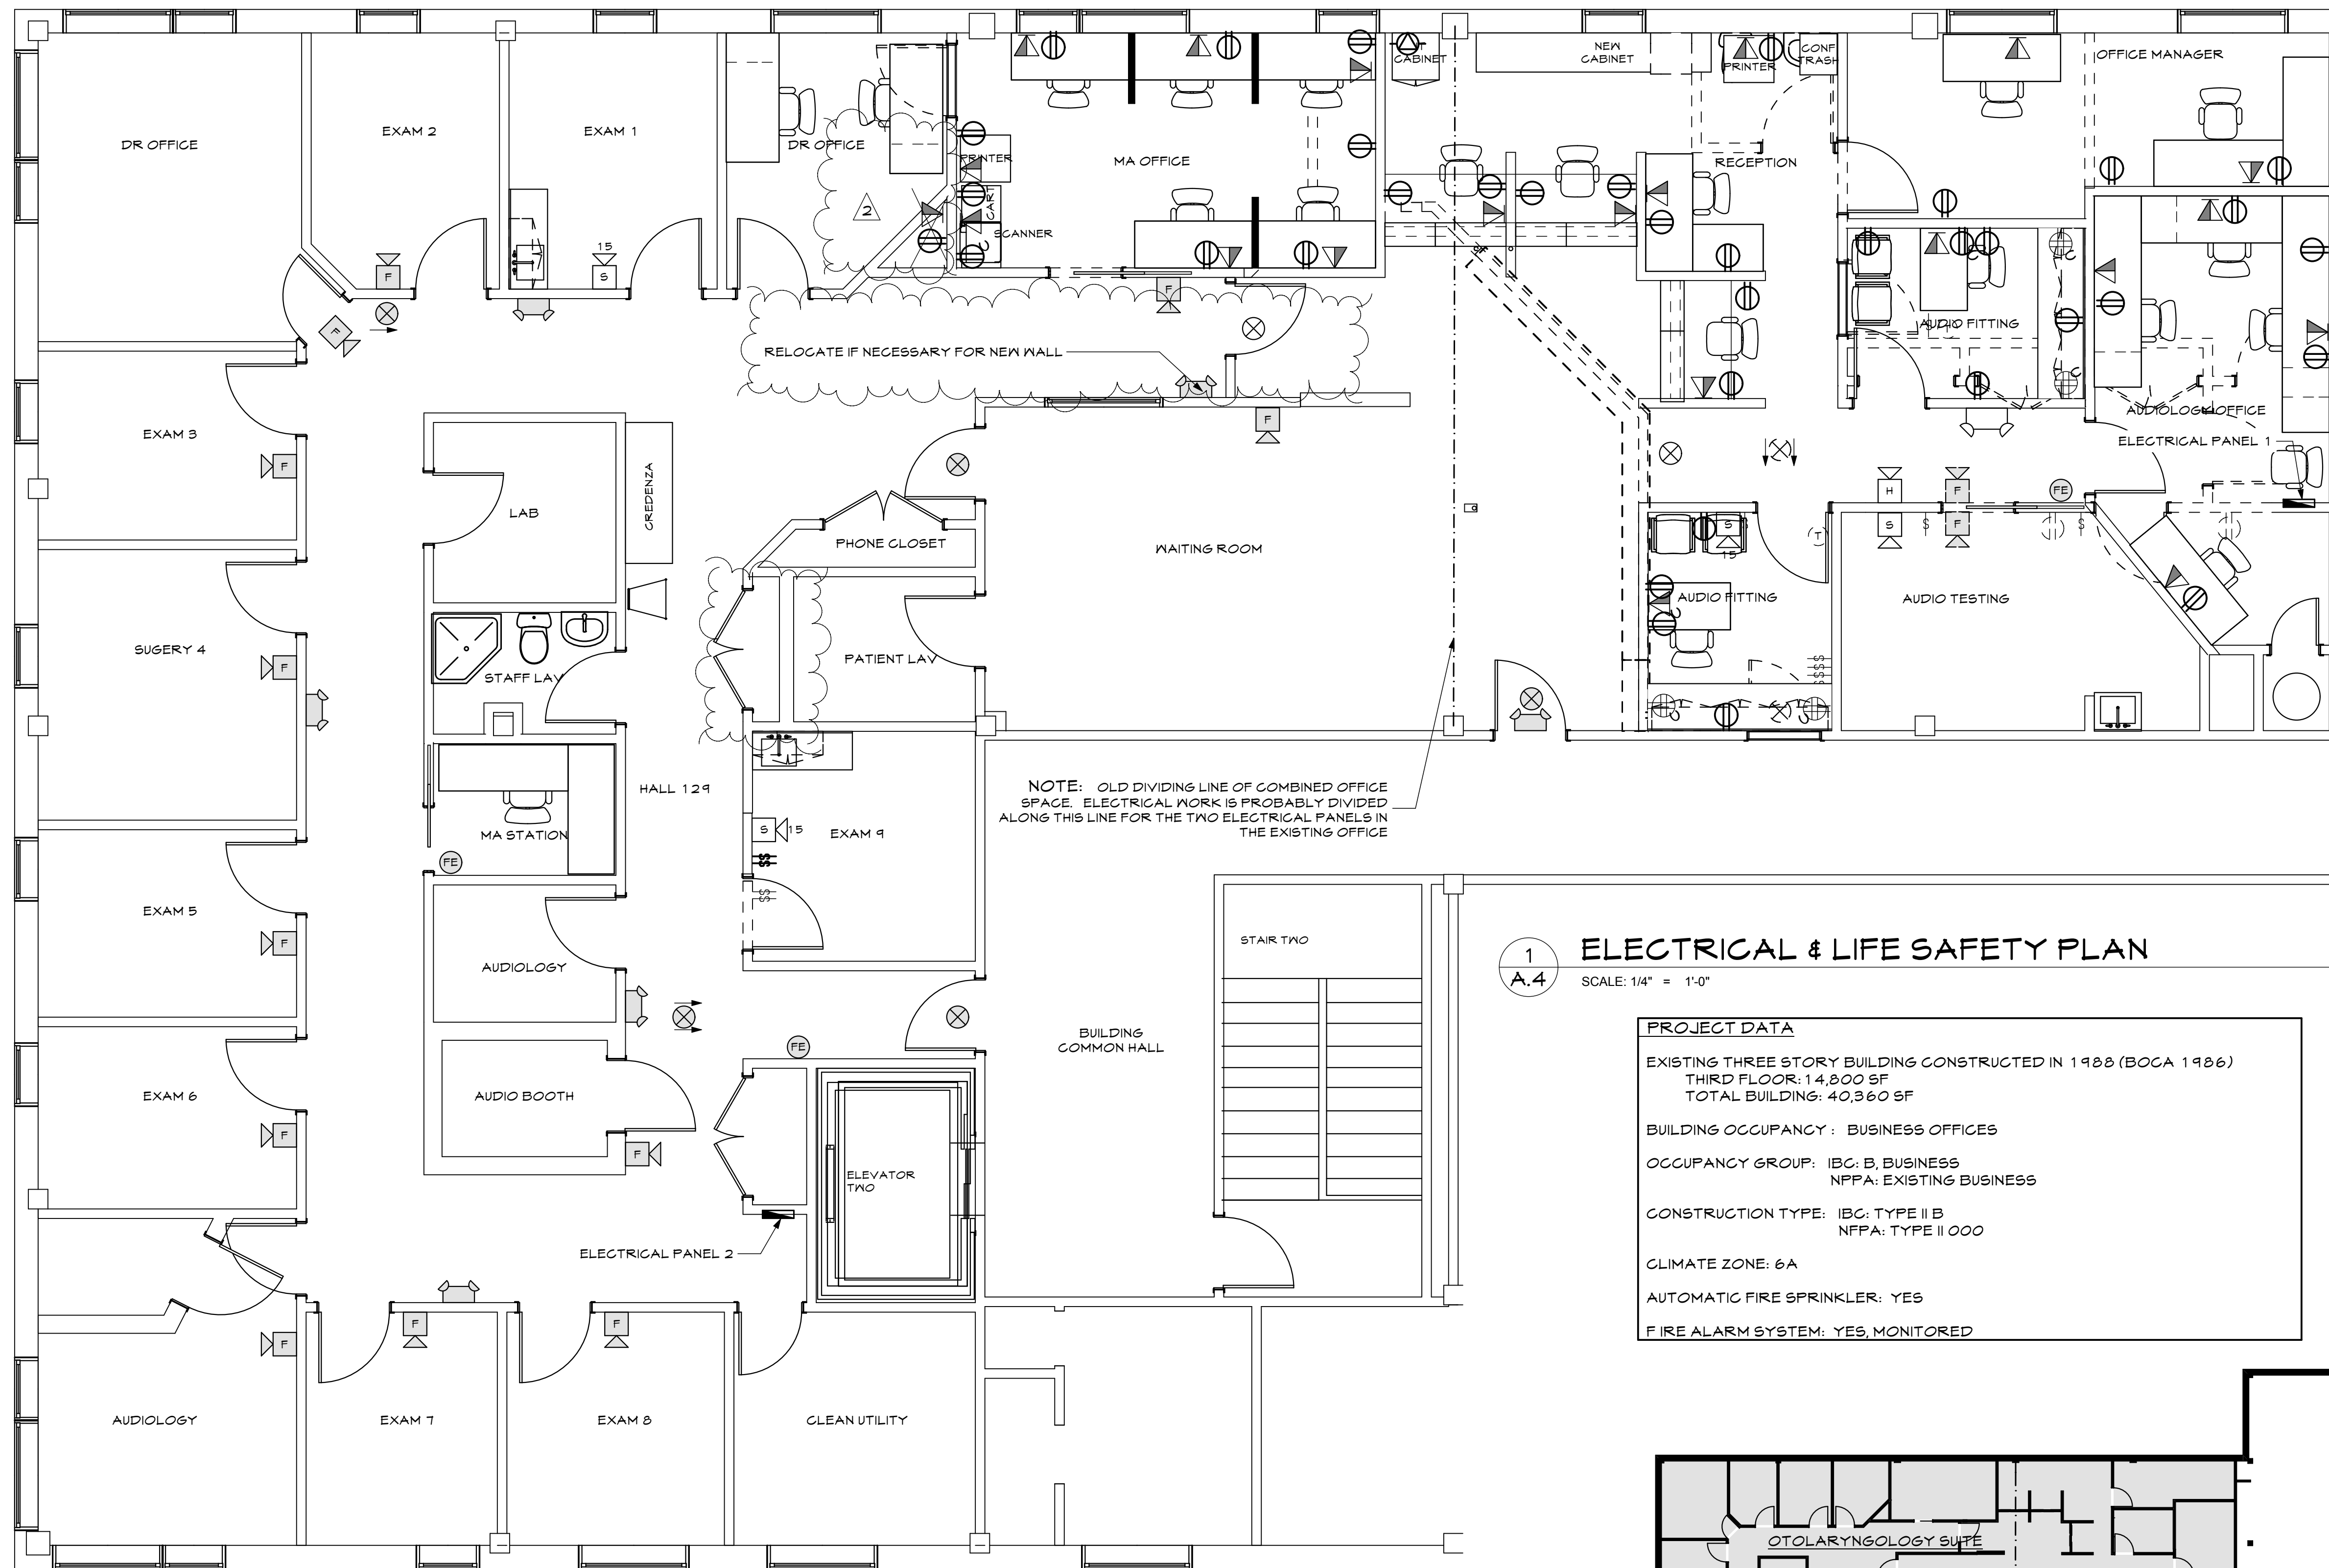 DR OFFICE
EXAM 2
EXAM 1
DR OFFICE
PRINTER
CART
SCANNER
MA OFFICE
CABINET
NEW
CABINET
PRINTER
CONF
TRASH
RECEPTION
OFFICE MANAGER
2
F
15
S
F
F
RELOCATE IF NECESSARY FOR NEW WALL
AUDIO FITTING
AUDIOLOGY OFFICE
ELECTRICAL PANEL 1
F
EXAM 3
F
LAB
CREDENZA
PHONE CLOSET
WAITING ROOM
H
F
FE
S
F
S
S
S
15
T
AUDIO FITTING
AUDIO TESTING
SUGERY 4
F
STAFF LAV
PATIENT LAV
SSS
HALL 129
MA STATION
FE
S
15
EXAM 9
SS
SS
NOTE: OLD DIVIDING LINE OF COMBINED OFFICE
SPACE. ELECTRICAL WORK IS PROBABLY DIVIDED
ALONG THIS LINE FOR THE TWO ELECTRICAL PANELS IN
THE EXISTING OFFICE
EXAM 5
F
AUDIOLOGY
STAIR TWO
1
A.4
ELECTRICAL & LIFE SAFETY PLAN
SCALE: 1/4" = 1'-0"
FE
BUILDING
COMMON HALL
EXAM 6
F
AUDIO BOOTH
F
ELEVATOR
TWO
ELECTRICAL PANEL 2
PROJECT DATA
EXISTING THREE STORY BUILDING CONSTRUCTED IN 1988 (BOCA 1986)
THIRD FLOOR: 14,800 SF
TOTAL BUILDING: 40,360 SF
BUILDING OCCUPANCY : BUSINESS OFFICES
OCCUPANCY GROUP: IBC: B, BUSINESS
NPPA: EXISTING BUSINESS
CONSTRUCTION TYPE: IBC: TYPE II B
NFPA: TYPE II 000
CLIMATE ZONE: 6A
AUTOMATIC FIRE SPRINKLER: YES
FIRE ALARM SYSTEM: YES, MONITORED
F
F
F
AUDIOLOGY
EXAM 7
EXAM 8
CLEAN UTILITY
OTOLARYNGOLOGY SUITE